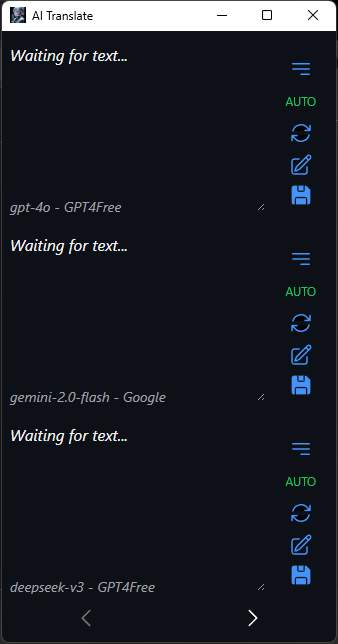 AI Translate
Waiting for text...
AUTO
gpt-4o - GPT4Free
Waiting for text...
AUTO
gemini-2.0-flash - Google
Waiting for text...
AUTO
deepseek-v3 - GPT4Free